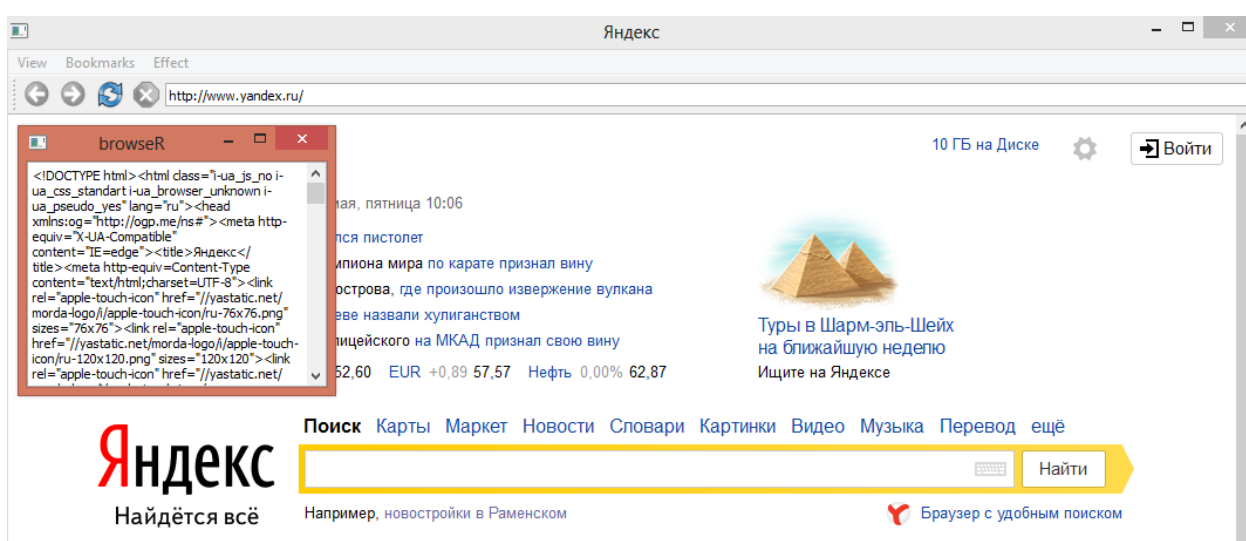 Яндекс
View Bookmarks Effect
http://www.yandex.ru/
browseR
<!DOCTYPE html><html class="i-ua_js_no i-
ua_css_standart i-ua_browser_unknown i-
ua_pseudo_yes" lang="ru"><head
xmlns:og="http://ogp.me/ns#"><meta http-
equiv="X-UA-Compatible"
content="IE=edge"><title>Яндекс</
title><meta http-equiv=Content-Type
content="text/html;charset=UTF-8"><link
rel="apple-touch-icon" href="//yastatic.net/
morda-logo/i/apple-touch-icon/ru-76x76.png"
sizes="76x76"><link rel="apple-touch-icon"
href="//yastatic.net/morda-logo/i/apple-touch-
icon/ru-120x120.png" sizes="120x120"><link
rel="apple-touch-icon" href="//yastatic.net/
10 ГБ на Диске
Войти
пятница 10:06
пистолет
мира по карате признал вину
острова, где произошло извержение вулкана
назвали хулиганством
на МКАД признал свою вину
52,60 EUR +0,89 57,57 Нефть 0,00% 62,87
Туры в Шарм-эль-Шейх
на ближайшую неделю
Ищите на Яндексе
Поиск Карты Маркет Новости Словари Картинки Видео Музыка Перевод ещё
Яндекс
Найдётся всё
Найти
Например, новостройки в Раменском
Браузер с удобным поиском